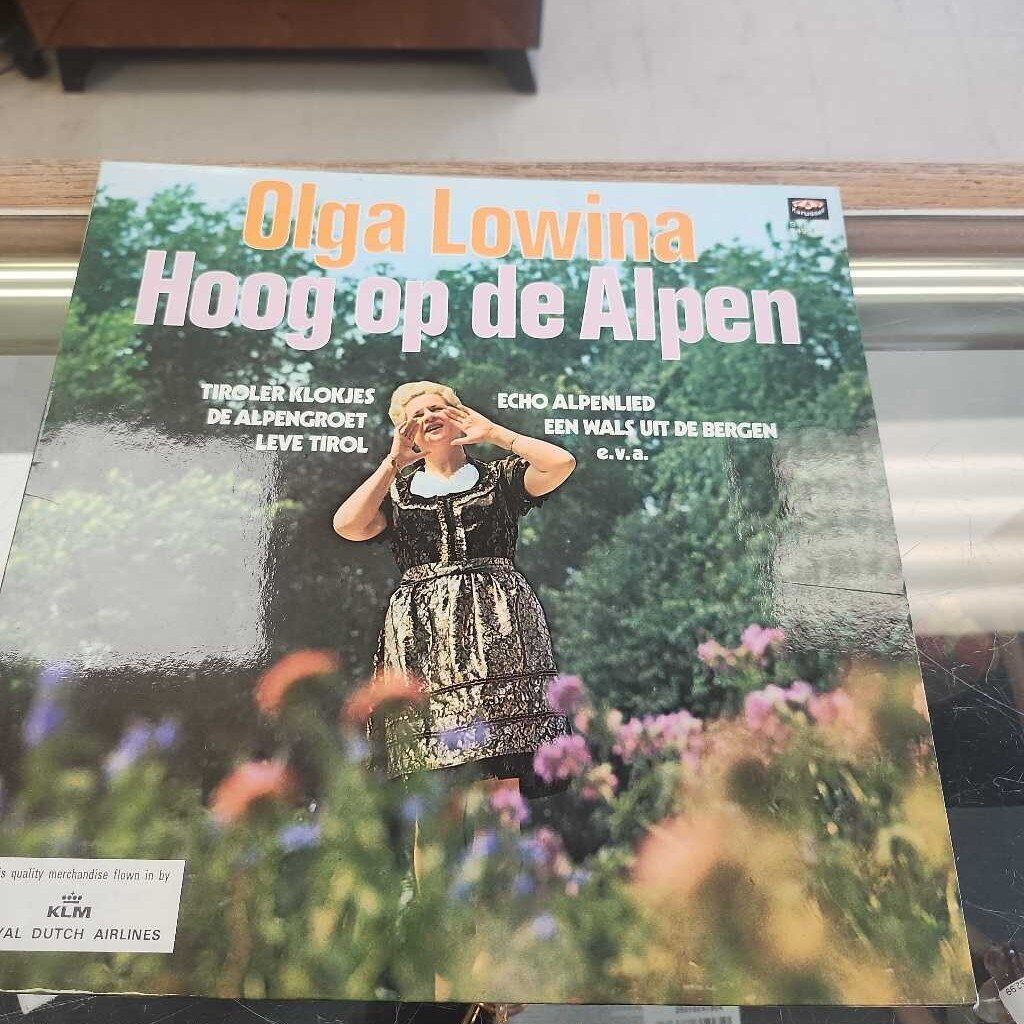 Olga Lowina
Hoog op de Alpen
TIROLER KLOKJES
DE ALPENGROET
LEVE TIROL
ECHO ALPENLIED
EEN WALS UIT DE BERGEN
e.v.a.
Karussell
quality merchandise flown in by
KLM
DUTCH AIRLINES